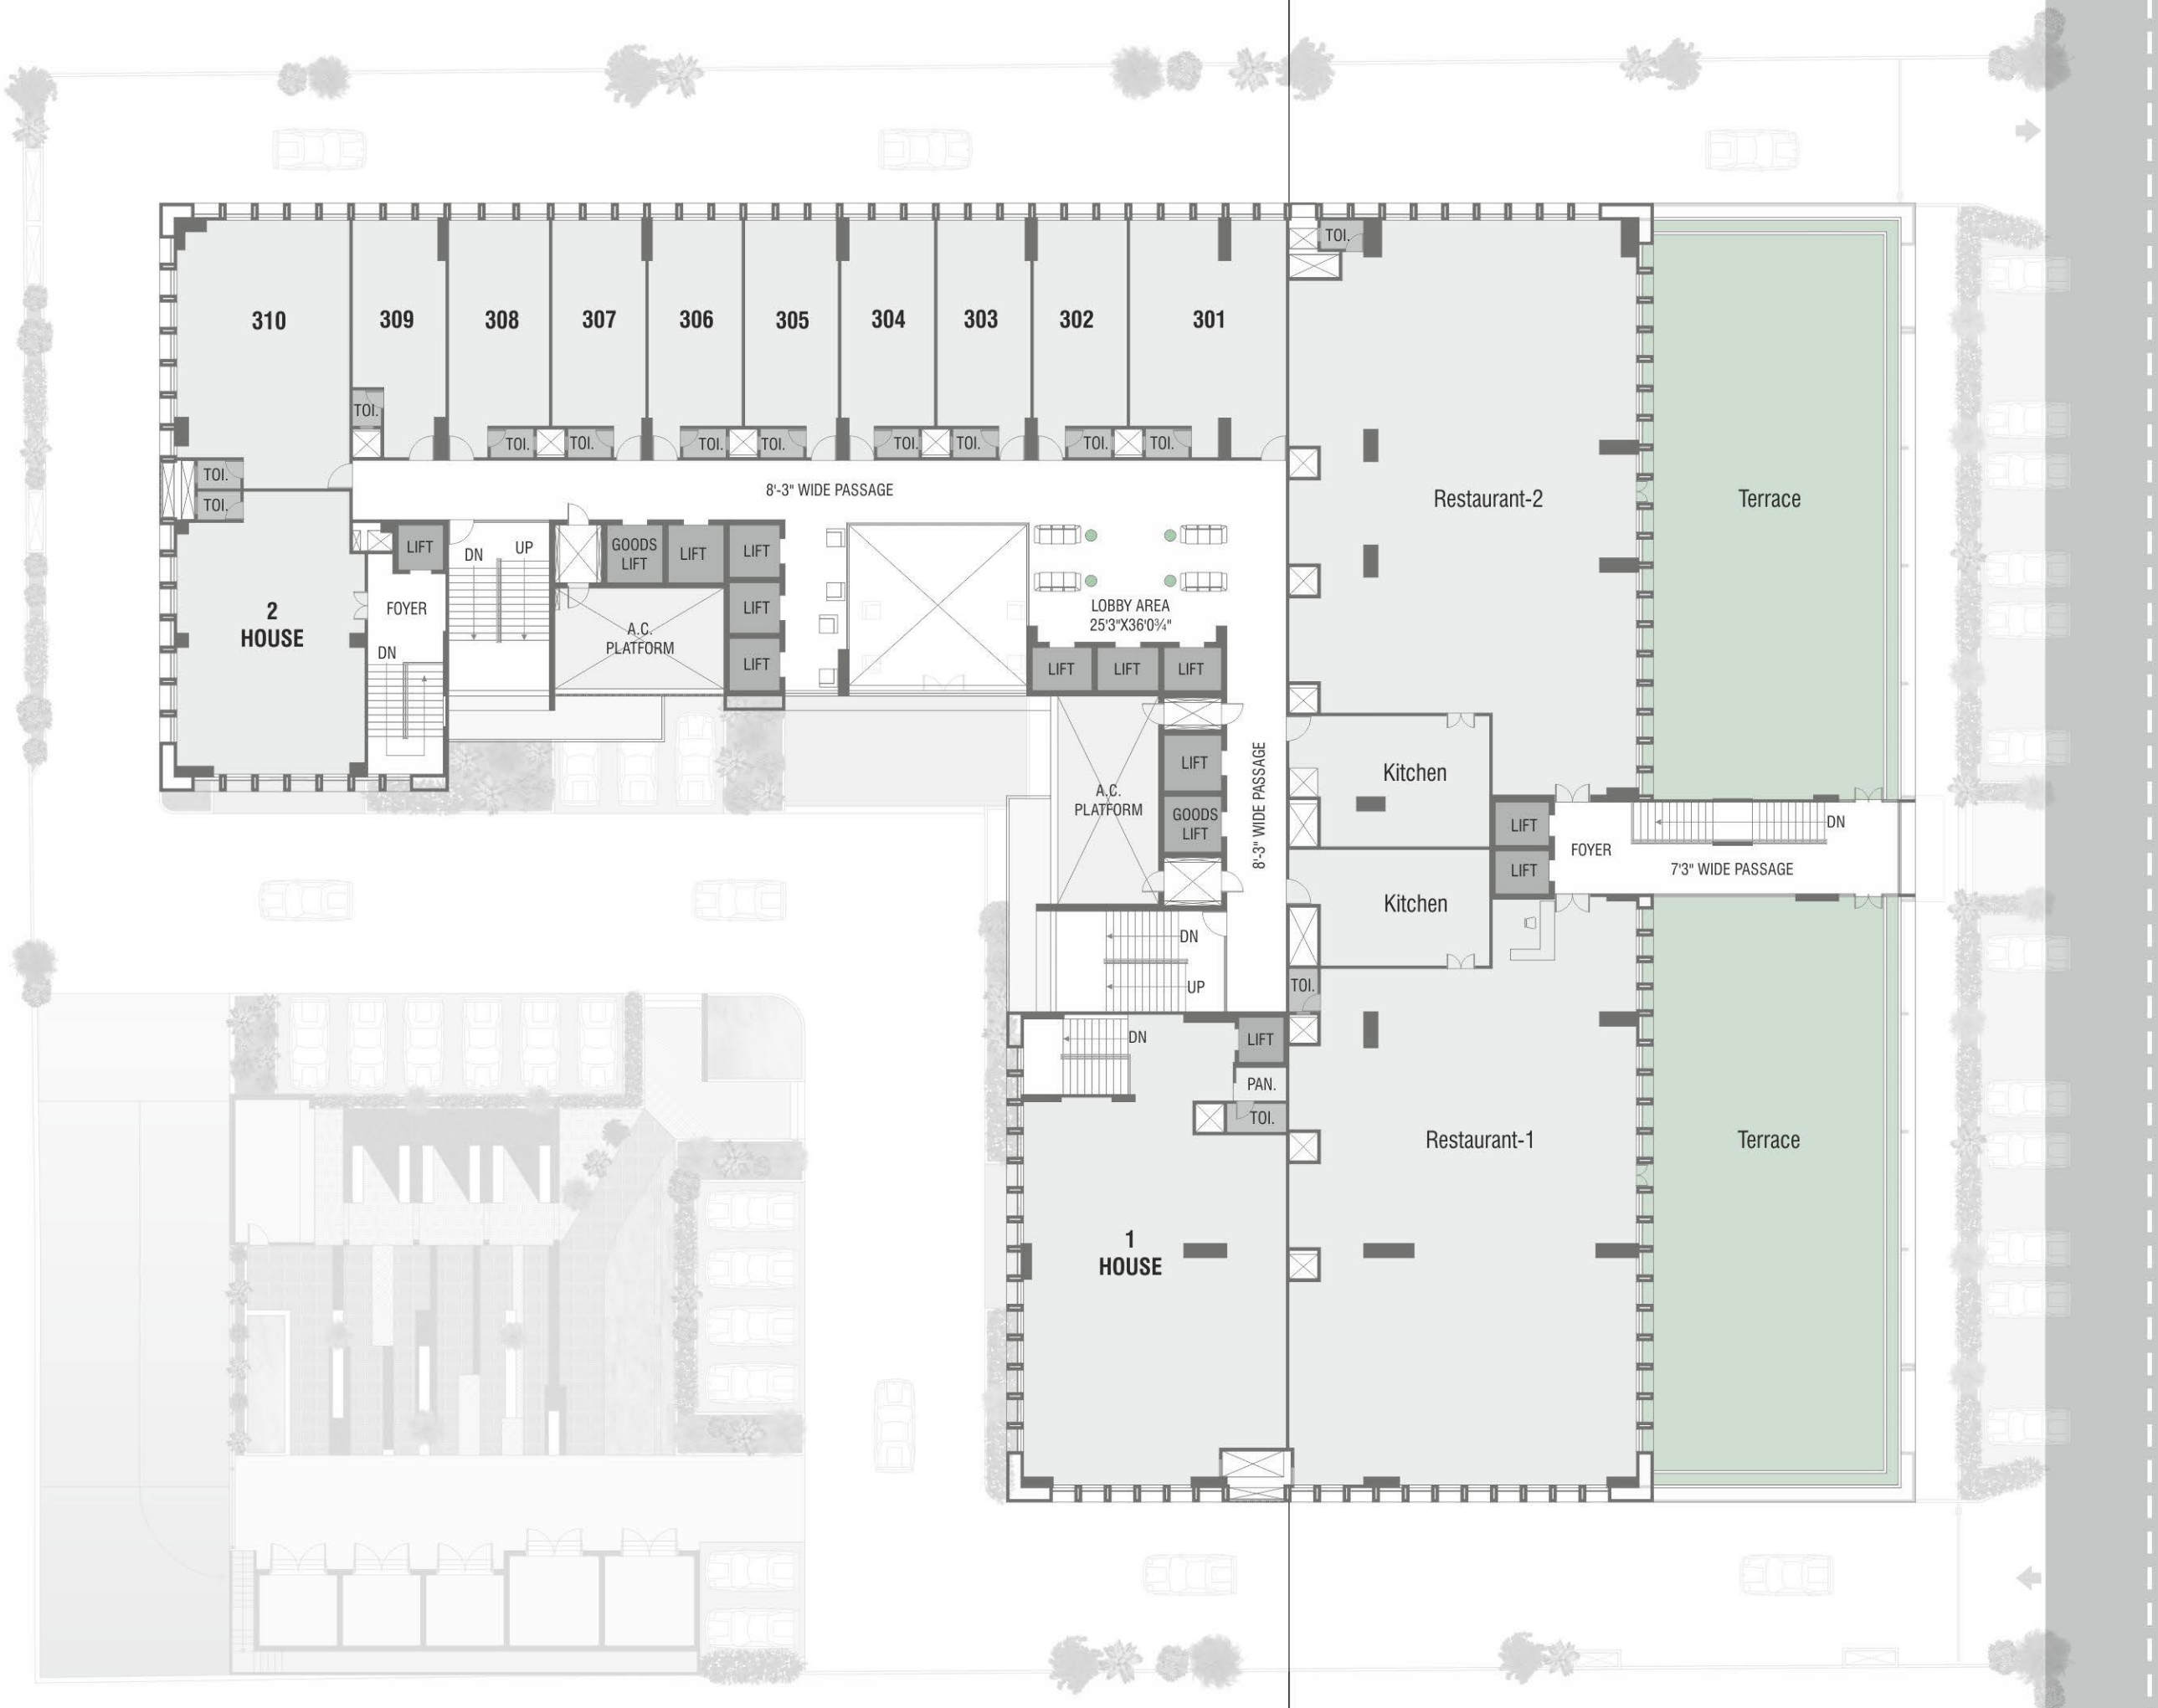 TOI.
310
309
308
307
306
305
304
303
302
301
TOI.
TOI.
TOI.
TOI.
TOI.
TOI.
TOI.
TOI.
TOI.
TOI.
TOI.
8'-3" WIDE PASSAGE
Restaurant-2
Terrace
LIFT
DN
UP
GOODS
LIFT
LIFT
LIFT
2
HOUSE
FOYER
DN
A.C.
PLATFORM
LIFT
LIFT
LOBBY AREA
25'3"X36'0¾"
LIFT
LIFT
LIFT
A.C.
PLATFORM
LIFT
GOODS
LIFT
8'-3" WIDE PASSAGE
Kitchen
LIFT
FOYER
LIFT
DN
7'3" WIDE PASSAGE
Kitchen
DN
UP
TOI.
DN
LIFT
PAN.
TOI.
Restaurant-1
Terrace
1
HOUSE